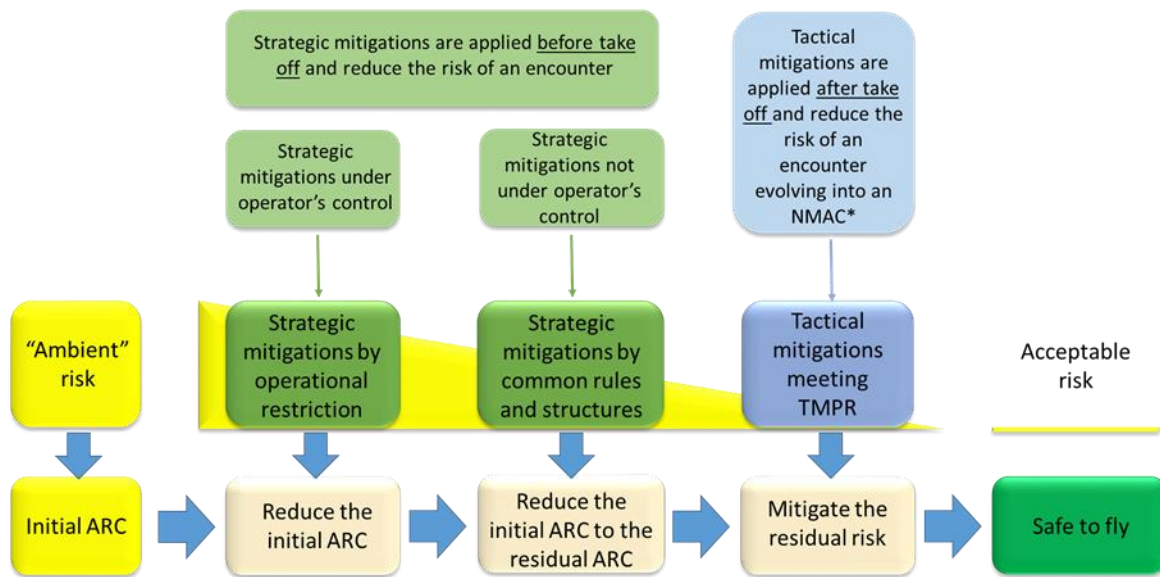 Strategic mitigations are applied before take
off and reduce the risk of an encounter
Tactical
mitigations are
applied after take
off and reduce the
risk of an
encounter
evolving into an
NMAC*
Strategic
mitigations under
operator's control
Strategic
mitigations not
under operator's
control
"Ambient"
risk
Strategic
mitigations by
operational
restriction
Strategic
mitigations by
common rules
and structures
Tactical
mitigations
meeting
TMPR
Acceptable
risk
Initial ARC
Reduce the
initial ARC
Reduce the
initial ARC to the
residual ARC
Mitigate the
residual risk
Safe to fly